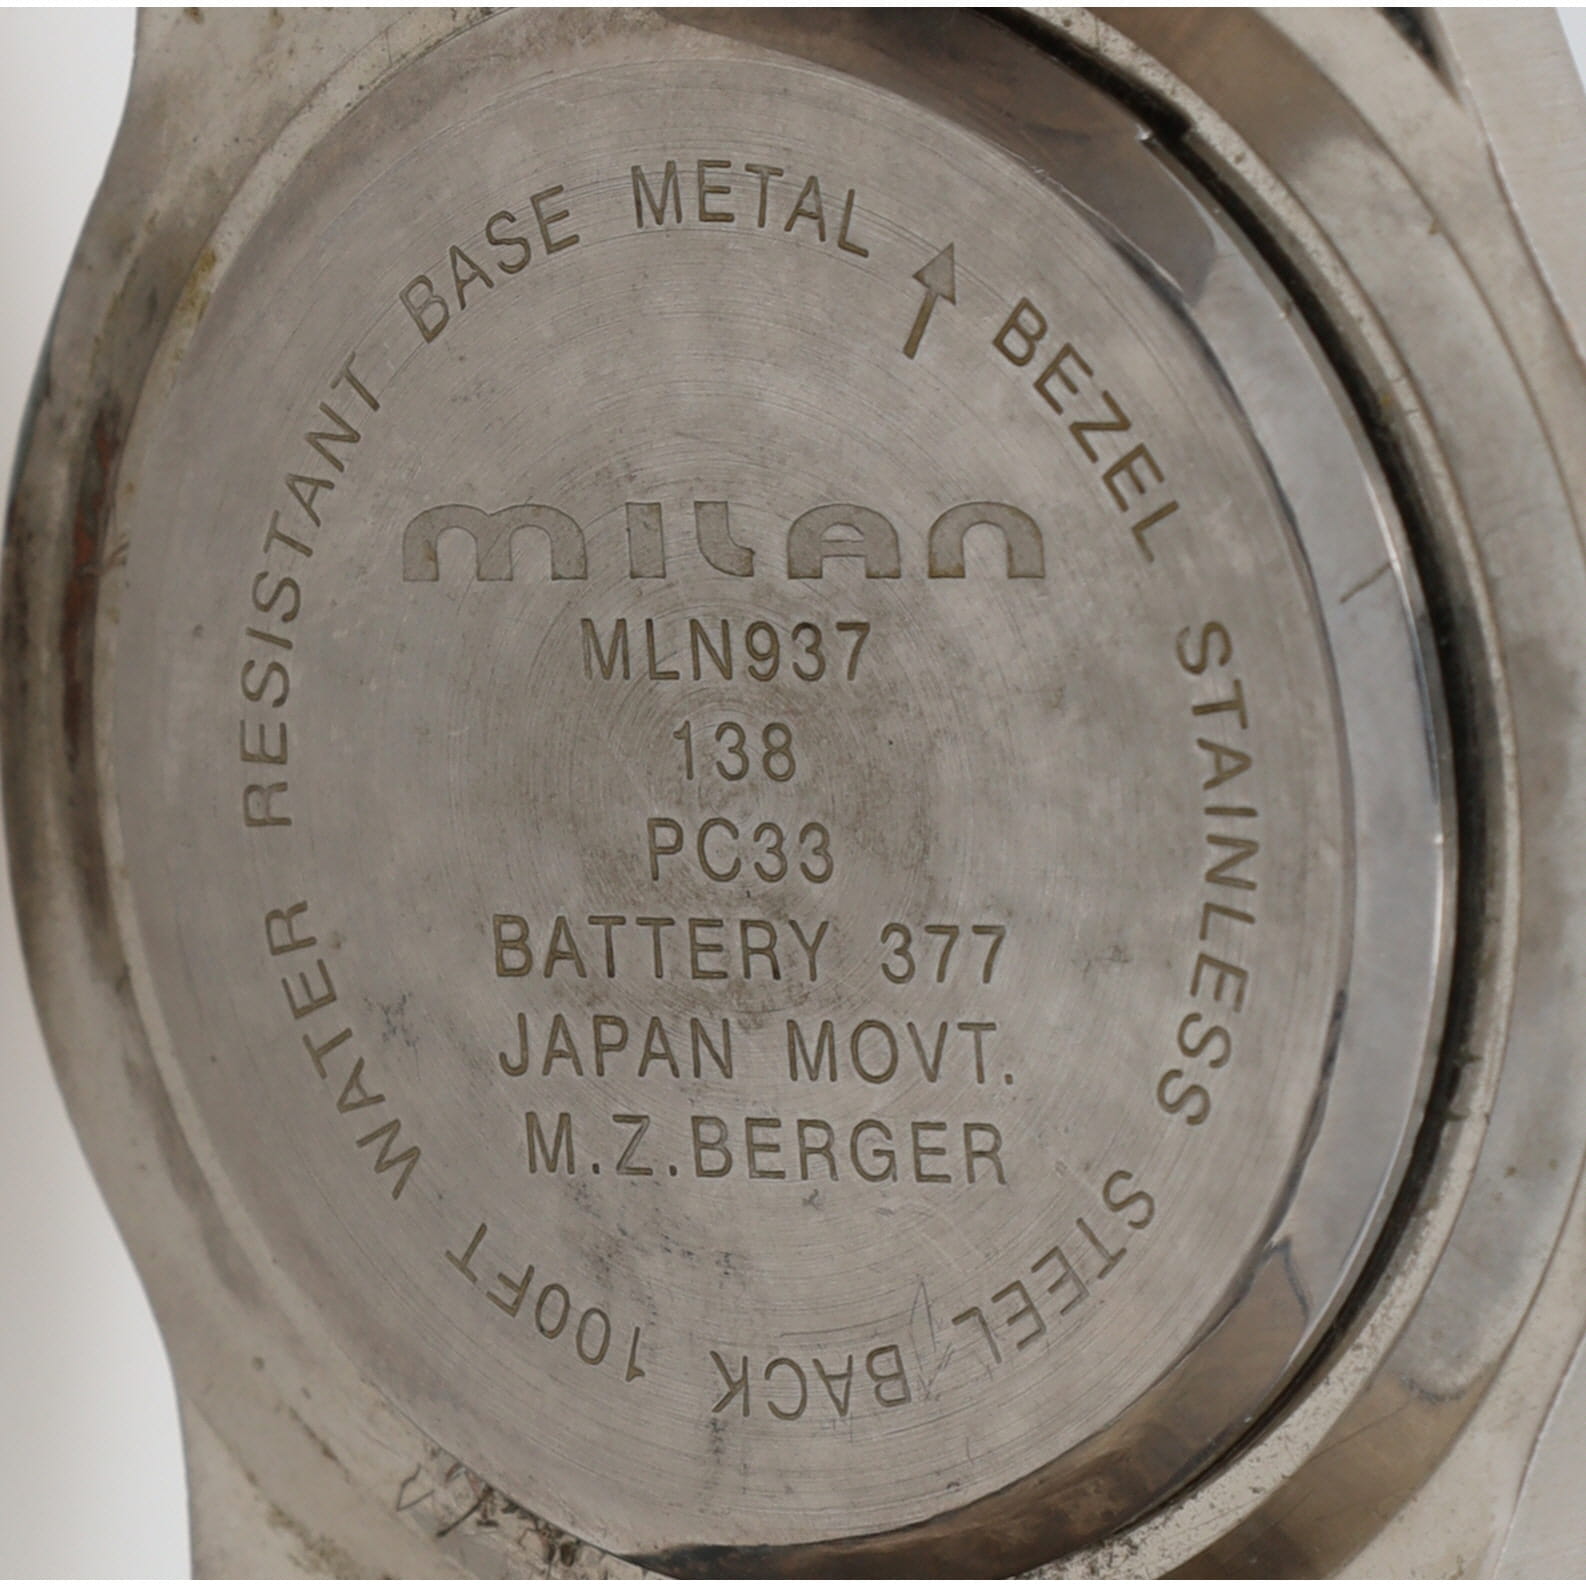 milan
MLN937
138
PC33
BATTERY 377
JAPAN MOVT.
M.Z.BERGER
BASE METAL ↑ BEZEL STAINLESS STEEL BACK 100FT WATER RESISTANT